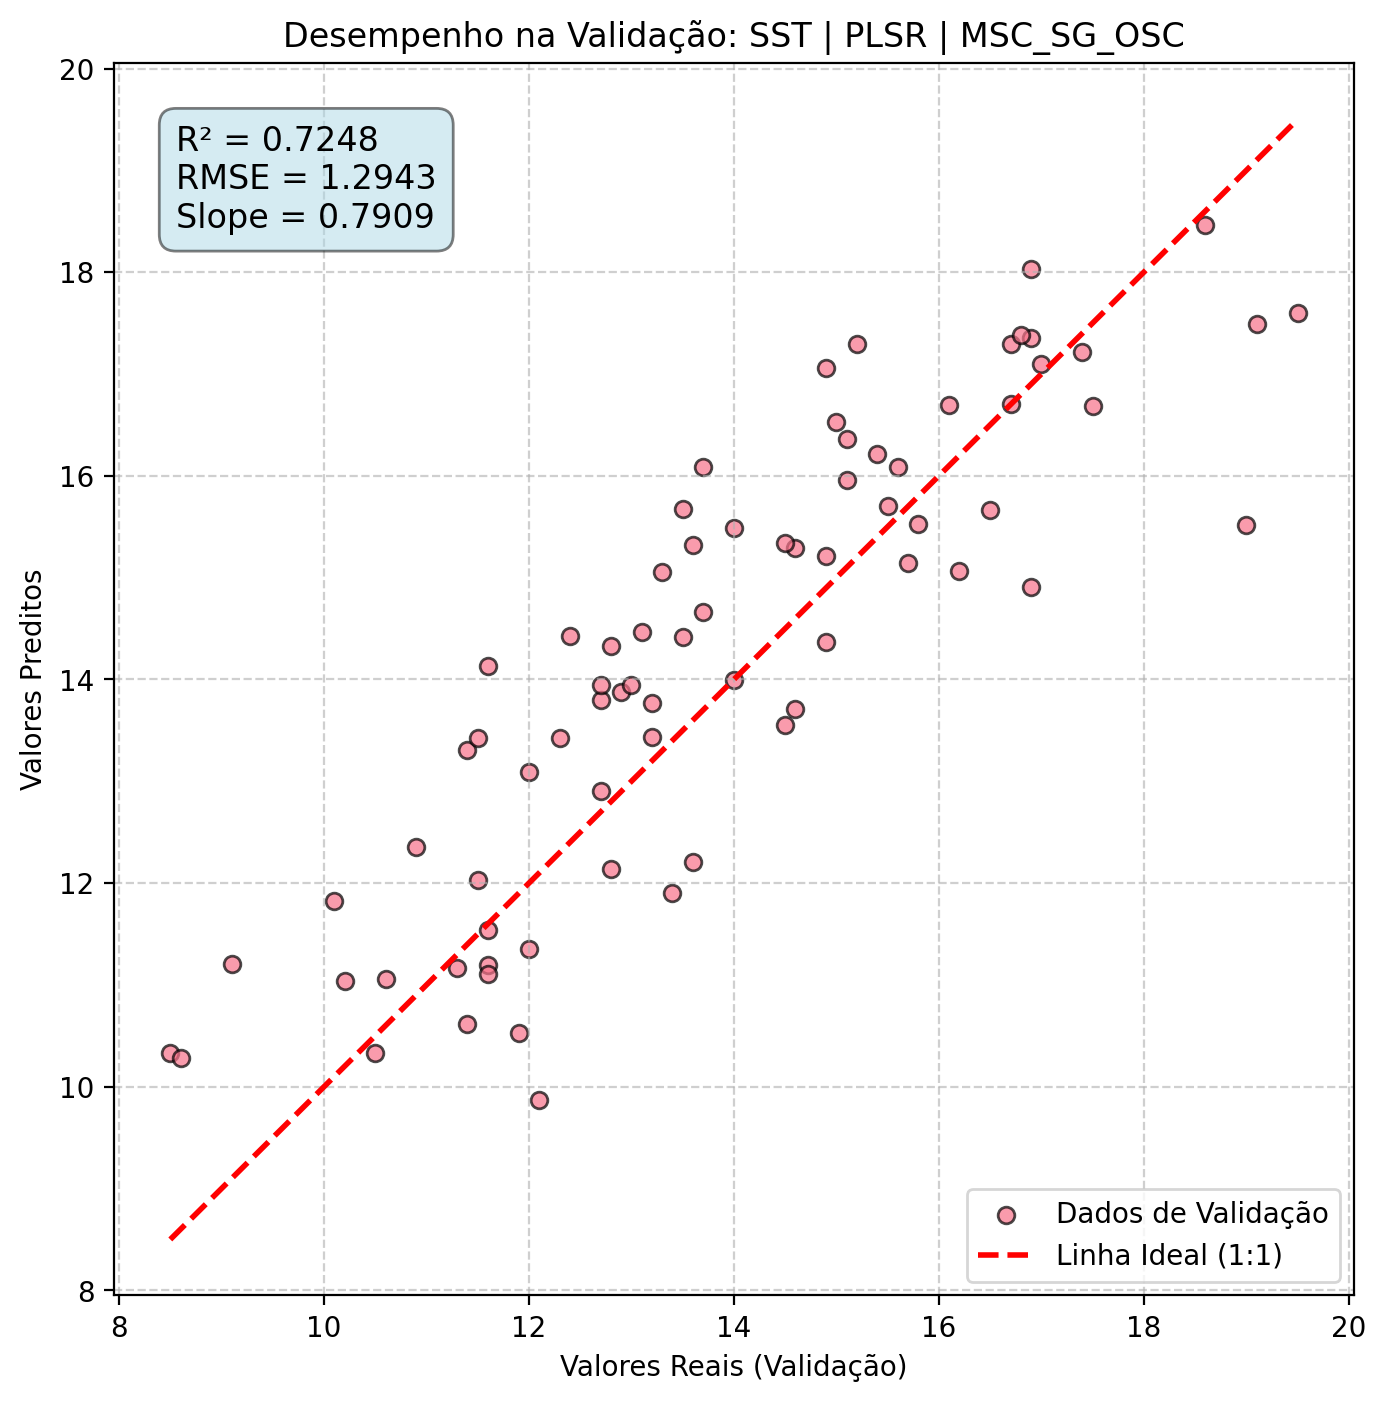 Desempenho na Validação: SST | PLSR | MSC_SG_OSC
20
18
16
14
12
10
8
Valores Preditos
R² = 0.7248
RMSE = 1.2943
Slope = 0.7909
Dados de Validação
Linha Ideal (1:1)
8 10 12 14 16 18 20
Valores Reais (Validação)